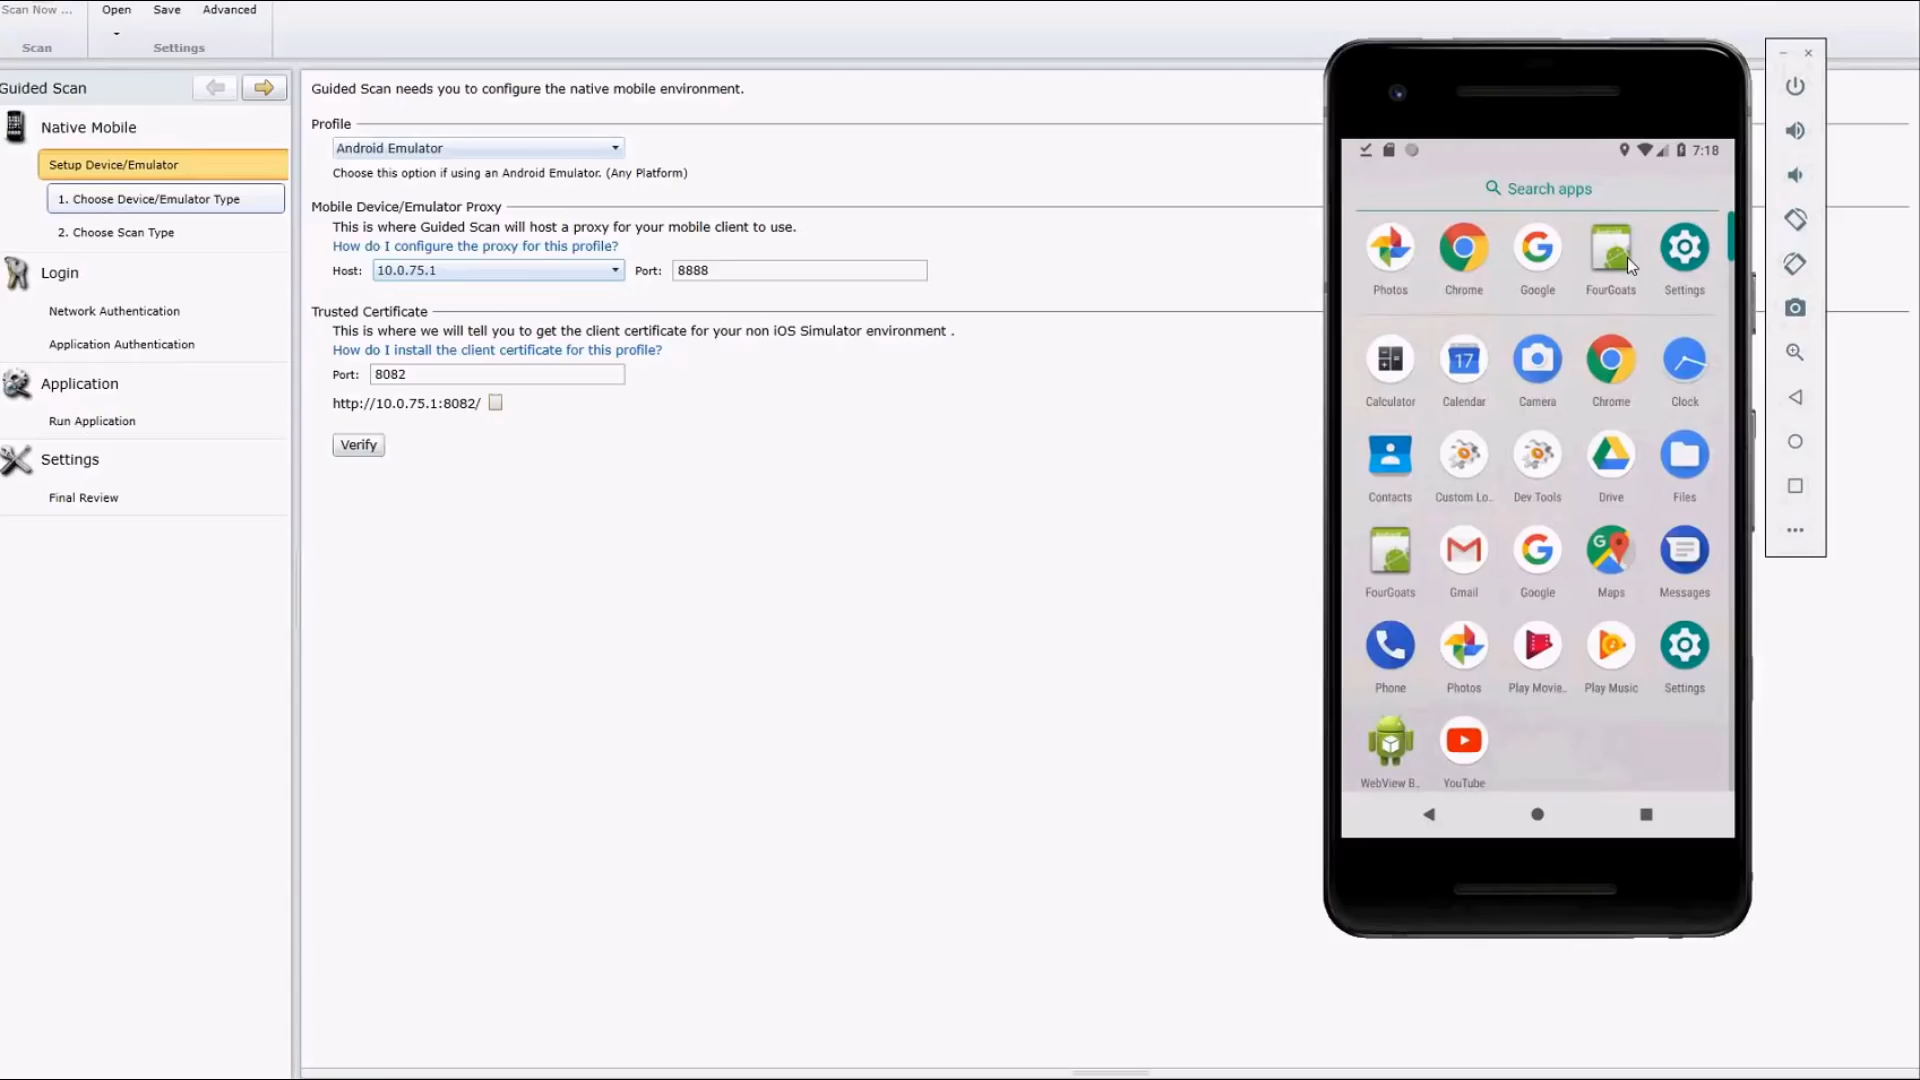 Scan Now ...
Open
Save
Advanced
Scan
Settings
Guided Scan
Native Mobile
Setup Device/Emulator
1. Choose Device/Emulator Type
2. Choose Scan Type
Login
Network Authentication
Application Authentication
Application
Run Application
Settings
Final Review
Guided Scan needs you to configure the native mobile environment.
Profile
Android Emulator
Choose this option if using an Android Emulator. (Any Platform)
Mobile Device/Emulator Proxy
This is where Guided Scan will host a proxy for your mobile client to use.
How do I configure the proxy for this profile?
Host: 10.0.75.1 Port: 8888
Trusted Certificate
This is where we will tell you to get the client certificate for your non iOS Simulator environment .
How do I install the client certificate for this profile?
Port: 8082
http://10.0.75.1:8082/
Verify
7:18
Search apps
Photos Chrome Google FourGoats Settings
17
Calculator Calendar Camera Chrome Clock
Contacts Custom Lo.. Dev Tools Drive Files
FourGoats Gmail Google Maps Messages
Phone Photos Play Movie.. Play Music Settings
WebView B.. YouTube